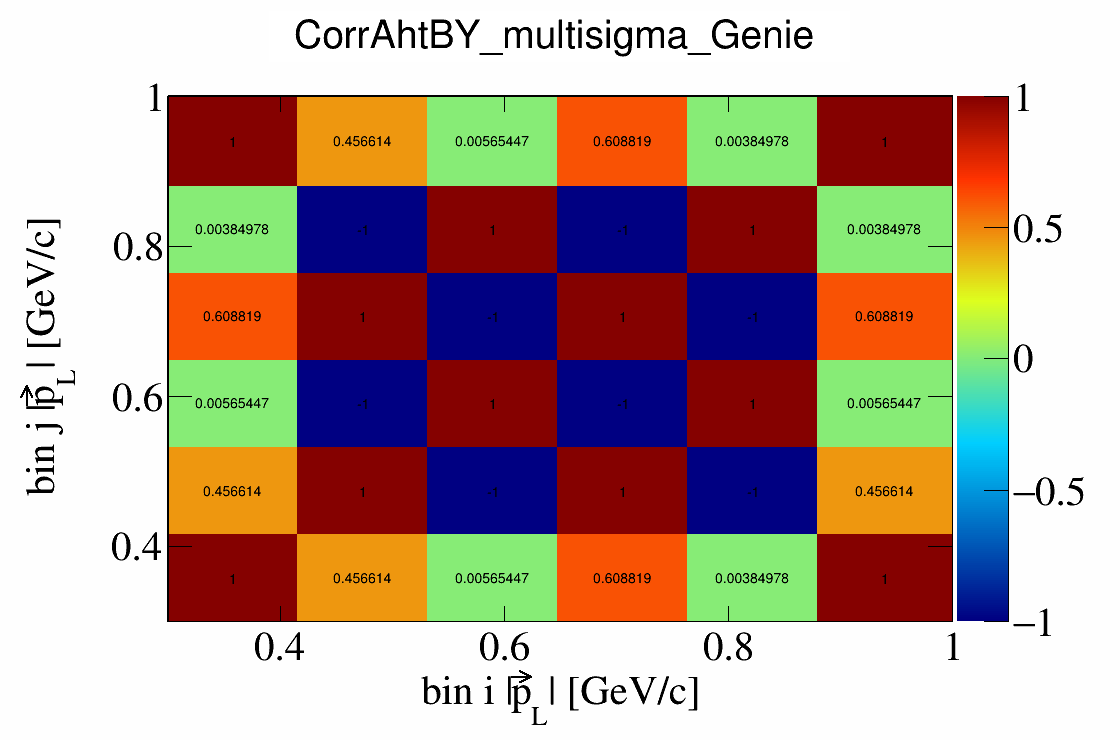 CorrAhtBY_multisigma_Genie
1
1 0.456614 0.00565447 0.608819 0.00384978 1
1
0.00384978 -1 1 -1 1 0.00384978
0.8
0.608819 1 -1 1 -1 0.608819
0.5
0
0.6
0.00565447 -1 1 -1 1 0.00565447
0.456614 1 -1 1 -1 0.456614
−0.5
0.4
1 0.456614 0.00565447 0.608819 0.00384978 1
−1
0.4 0.6 0.8 1
bin i |p⃗L| [GeV/c]
bin j |p⃗L| [GeV/c]